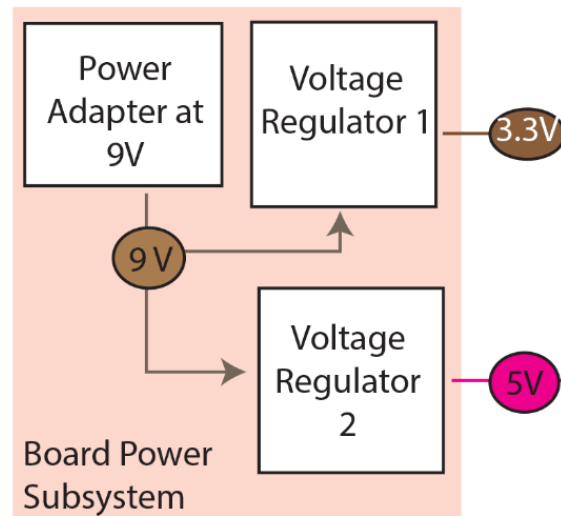 Power
Adapter at
9V
Voltage
Regulator 1
3.3V
9 V
Voltage
Regulator
2
5V
Board Power
Subsystem